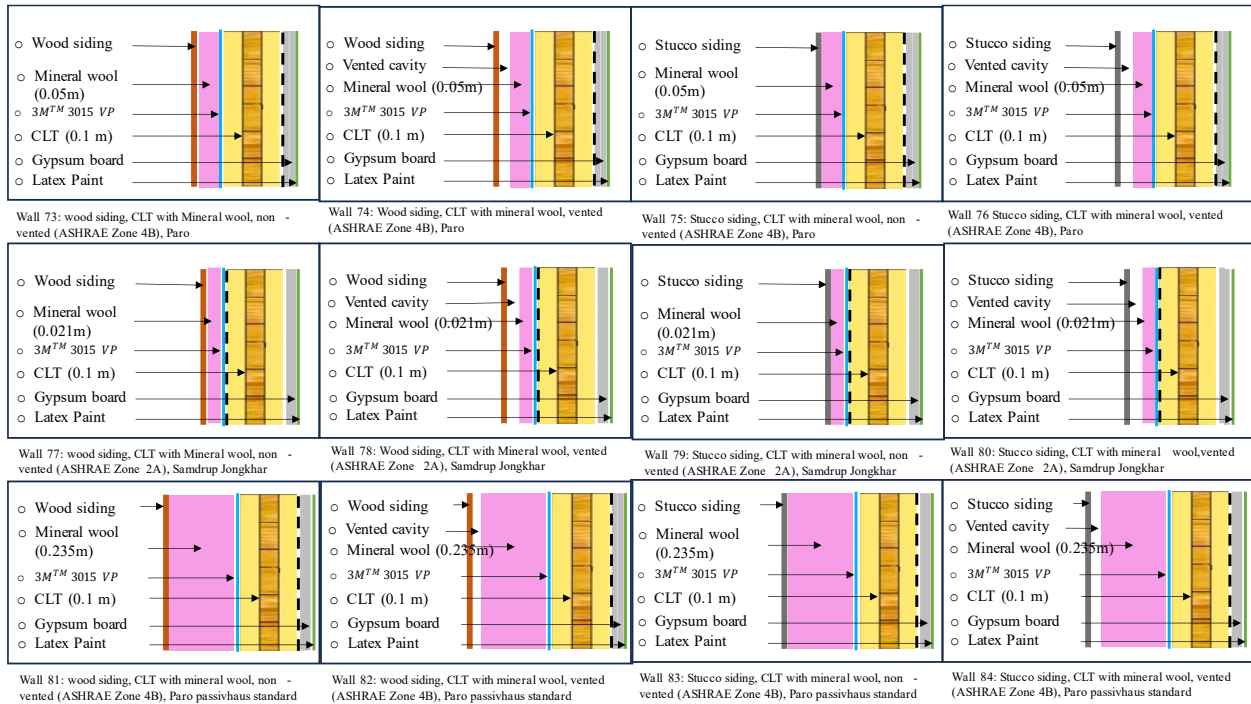 ○ Wood siding
○ Mineral wool
(0.05m)
○ 3M™ 3015 VP
○ CLT (0.1 m)
○ Gypsum board
○ Latex Paint
Wall 73: wood siding, CLT with Mineral wool, non -
vented (ASHRAE Zone 4B), Paro
○ Wood siding
○ Vented cavity
○ Mineral wool (0.05m)
○ 3M™ 3015 VP
○ CLT (0.1 m)
○ Gypsum board
○ Latex Paint
Wall 74: Wood siding, CLT with mineral wool, vented
(ASHRAE Zone 4B), Paro
○ Stucco siding
○ Mineral wool
(0.05m)
○ 3M™ 3015 VP
○ CLT (0.1 m)
○ Gypsum board
○ Latex Paint
Wall 75: Stucco siding, CLT with mineral wool, non -
vented (ASHRAE Zone 4B), Paro
○ Stucco siding
○ Vented cavity
○ Mineral wool (0.05m)
○ 3M™ 3015 VP
○ CLT (0.1 m)
○ Gypsum board
○ Latex Paint
Wall 76 Stucco siding, CLT with mineral wool, vented
(ASHRAE Zone 4B), Paro
○ Wood siding
○ Mineral wool
(0.021m)
○ 3M™ 3015 VP
○ CLT (0.1 m)
○ Gypsum board
○ Latex Paint
Wall 77: wood siding, CLT with Mineral wool, non -
vented (ASHRAE Zone 2A), Samdrup Jongkhar
○ Wood siding
○ Vented cavity
○ Mineral wool (0.021m)
○ 3M™ 3015 VP
○ CLT (0.1 m)
○ Gypsum board
○ Latex Paint
Wall 78: Wood siding, CLT with Mineral wool, vented
(ASHRAE Zone 2A), Samdrup Jongkhar
○ Stucco siding
○ Mineral wool
(0.021m)
○ 3M™ 3015 VP
○ CLT (0.1 m)
○ Gypsum board
○ Latex Paint
Wall 79: Stucco siding, CLT with mineral wool, non -
vented (ASHRAE Zone 2A), Samdrup Jongkhar
○ Stucco siding
○ Vented cavity
○ Mineral wool (0.021m)
○ 3M™ 3015 VP
○ CLT (0.1 m)
○ Gypsum board
○ Latex Paint
Wall 80: Stucco siding, CLT with mineral wool,vented
(ASHRAE Zone 2A), Samdrup Jongkhar
○ Wood siding
○ Mineral wool
(0.235m)
○ 3M™ 3015 VP
○ CLT (0.1 m)
○ Gypsum board
○ Latex Paint
Wall 81: wood siding, CLT with mineral wool, non -
vented (ASHRAE Zone 4B), Paro passivhaus standard
○ Wood siding
○ Vented cavity
○ Mineral wool (0.235m)
○ 3M™ 3015 VP
○ CLT (0.1 m)
○ Gypsum board
○ Latex Paint
Wall 82: wood siding, CLT with mineral wool, vented
(ASHRAE Zone 4B), Paro passivhaus standard
○ Stucco siding
○ Mineral wool
(0.235m)
○ 3M™ 3015 VP
○ CLT (0.1 m)
○ Gypsum board
○ Latex Paint
Wall 83: Stucco siding, CLT with mineral wool, non -
vented (ASHRAE Zone 4B), Paro passivhaus standard
○ Stucco siding
○ Vented cavity
○ Mineral wool (0.235m)
○ 3M™ 3015 VP
○ CLT (0.1 m)
○ Gypsum board
○ Latex Paint
Wall 84: Stucco siding, CLT with mineral wool, vented
(ASHRAE Zone 4B), Paro passivhaus standard